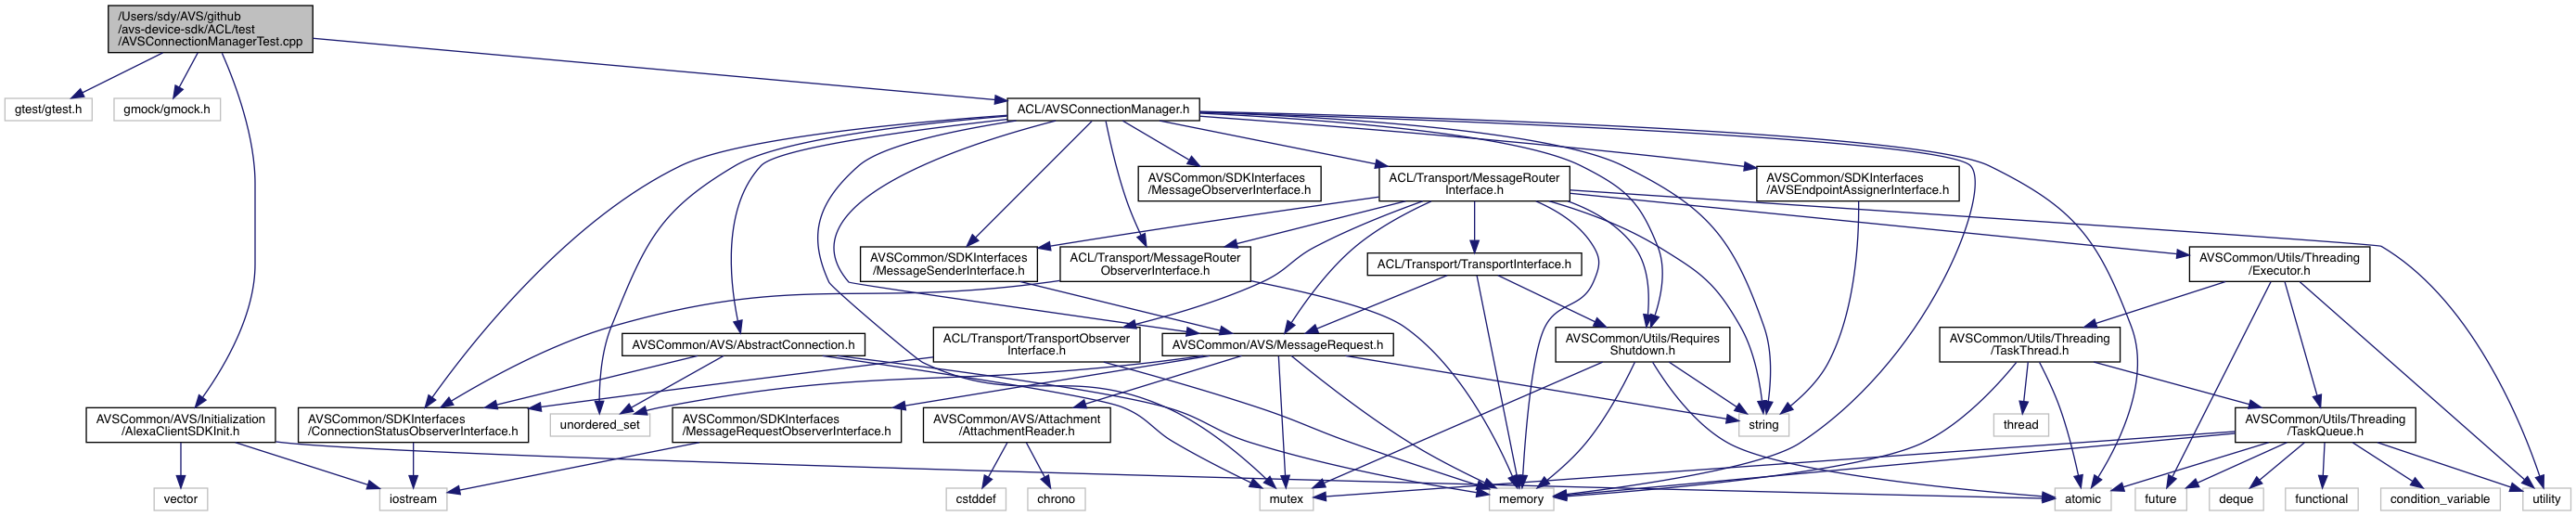 /Users/sdy/AVS/github
/avs-device-sdk/ACL/test
/AVSConnectionManagerTest.cpp
gtest/gtest.h
gmock/gmock.h
ACL/AVSConnectionManager.h
AVSCommon/SDKInterfaces
/MessageObserverInterface.h
ACL/Transport/MessageRouter
Interface.h
AVSCommon/SDKInterfaces
/AVSEndpointAssignerInterface.h
AVSCommon/SDKInterfaces
/MessageSenderInterface.h
ACL/Transport/MessageRouter
ObserverInterface.h
ACL/Transport/TransportInterface.h
AVSCommon/Utils/Threading
/Executor.h
AVSCommon/AVS/AbstractConnection.h
ACL/Transport/TransportObserver
Interface.h
AVSCommon/AVS/MessageRequest.h
AVSCommon/Utils/Requires
Shutdown.h
AVSCommon/Utils/Threading
/TaskThread.h
AVSCommon/AVS/Initialization
/AlexaClientSDKInit.h
AVSCommon/SDKInterfaces
/ConnectionStatusObserverInterface.h
unordered_set
AVSCommon/SDKInterfaces
/MessageRequestObserverInterface.h
AVSCommon/AVS/Attachment
/AttachmentReader.h
string
thread
AVSCommon/Utils/Threading
/TaskQueue.h
vector
iostream
cstddef
chrono
mutex
memory
atomic
future
deque
functional
condition_variable
utility